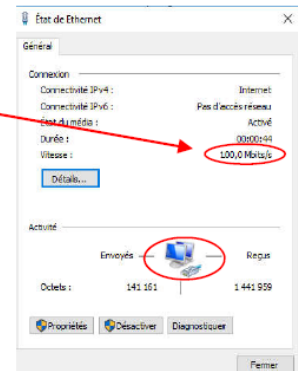 État de Ethernet
Général
Connexion
Connectivité IPv4 : Internet
Connectivité IPv6 : Pas d'accès réseau
État du média : Activé
Durée : 00:00:44
Vitesse : 100,0 Mbits/s
Détails...
Activité
Envoyés — Reçus
Octets : 141 161 1 441 959
Propriétés Désactiver Diagnostiquer
Fermer